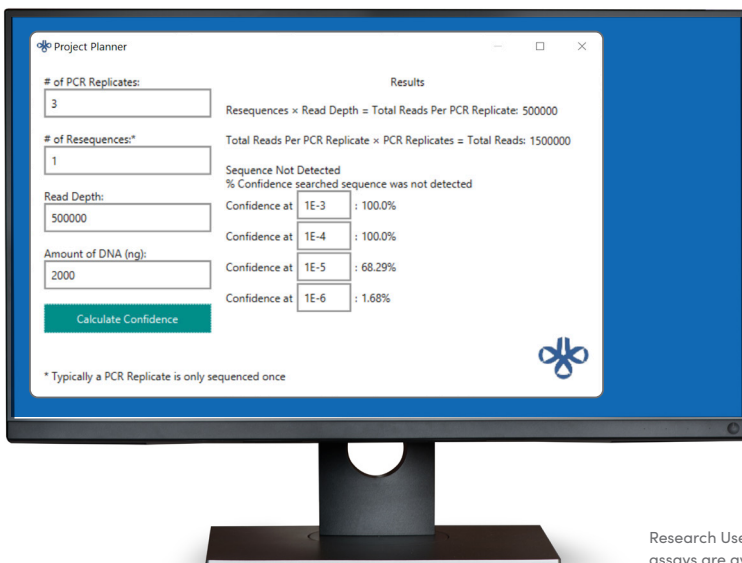 Project Planner
# of PCR Replicates:
3
# of Resequences:*
1
Read Depth:
500000
Amount of DNA (ng):
2000
Calculate Confidence
* Typically a PCR Replicate is only sequenced once
Results
Resequences × Read Depth = Total Reads Per PCR Replicate: 500000
Total Reads Per PCR Replicate × PCR Replicates = Total Reads: 1500000
Sequence Not Detected
% Confidence searched sequence was not detected
Confidence at 1E-3 : 100.0%
Confidence at 1E-4 : 100.0%
Confidence at 1E-5 : 68.29%
Confidence at 1E-6 : 1.68%
Research Use
assays are